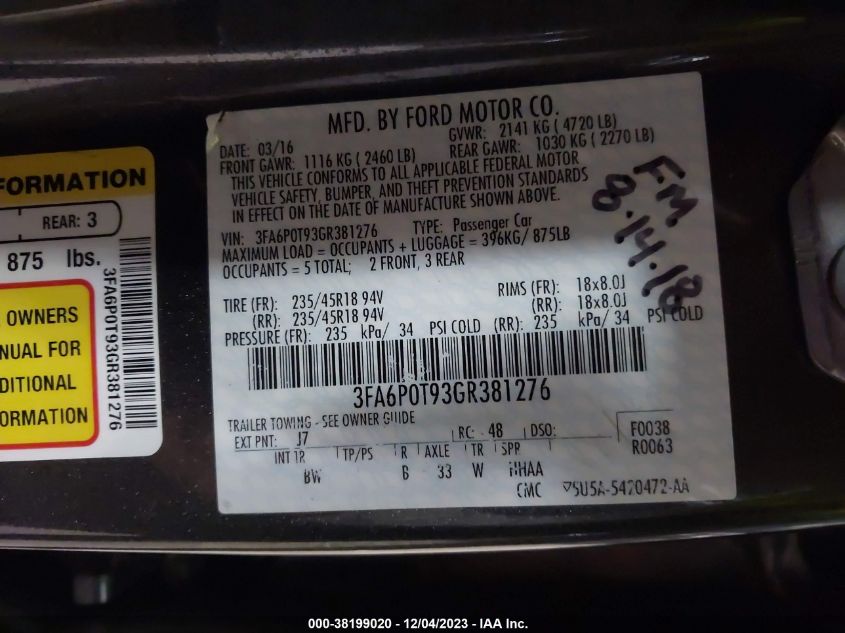 MFD. BY FORD MOTOR CO.
DATE: 03/16 GVWR: 2141 KG ( 4720 LB)
FRONT GAWR: 1116 KG ( 2460 LB) REAR GAWR: 1030 KG ( 2270 LB)
THIS VEHICLE CONFORMS TO ALL APPLICABLE FEDERAL MOTOR
VEHICLE SAFETY, BUMPER, AND THEFT PREVENTION STANDARDS
IN EFFECT ON THE DATE OF MANUFACTURE SHOWN ABOVE.
VIN: 3FA6P0T93GR381276 TYPE: Passenger Car
MAXIMUM LOAD = OCCUPANTS + LUGGAGE = 396KG/ 875LB
OCCUPANTS = 5 TOTAL; 2 FRONT, 3 REAR
TIRE (FR): 235/45R18 94V RIMS (FR): 18x8.0J
(RR): 235/45R18 94V (RR): 18x8.0J
PRESSURE (FR): 235 kPa/ 34 PSI COLD (RR): 235 kPa/ 34 PSI COLD
3FA6P0T93GR381276
TRAILER TOWING - SEE OWNER GUIDE
EXT PNT: J7 RC: 48 DSO: F0038
R0063
INT TR TP/PS R AXLE TR SPR
BW 6 33 W HHAA
CMC 5U5A-5420472-AA
FM
8.14.18
FORMATION
REAR: 3
875 lbs.
3FA6P0T93GR381276
OWNERS
NUAL FOR
DITIONAL
FORMATION
000-38199020 - 12/04/2023 - IAA Inc.